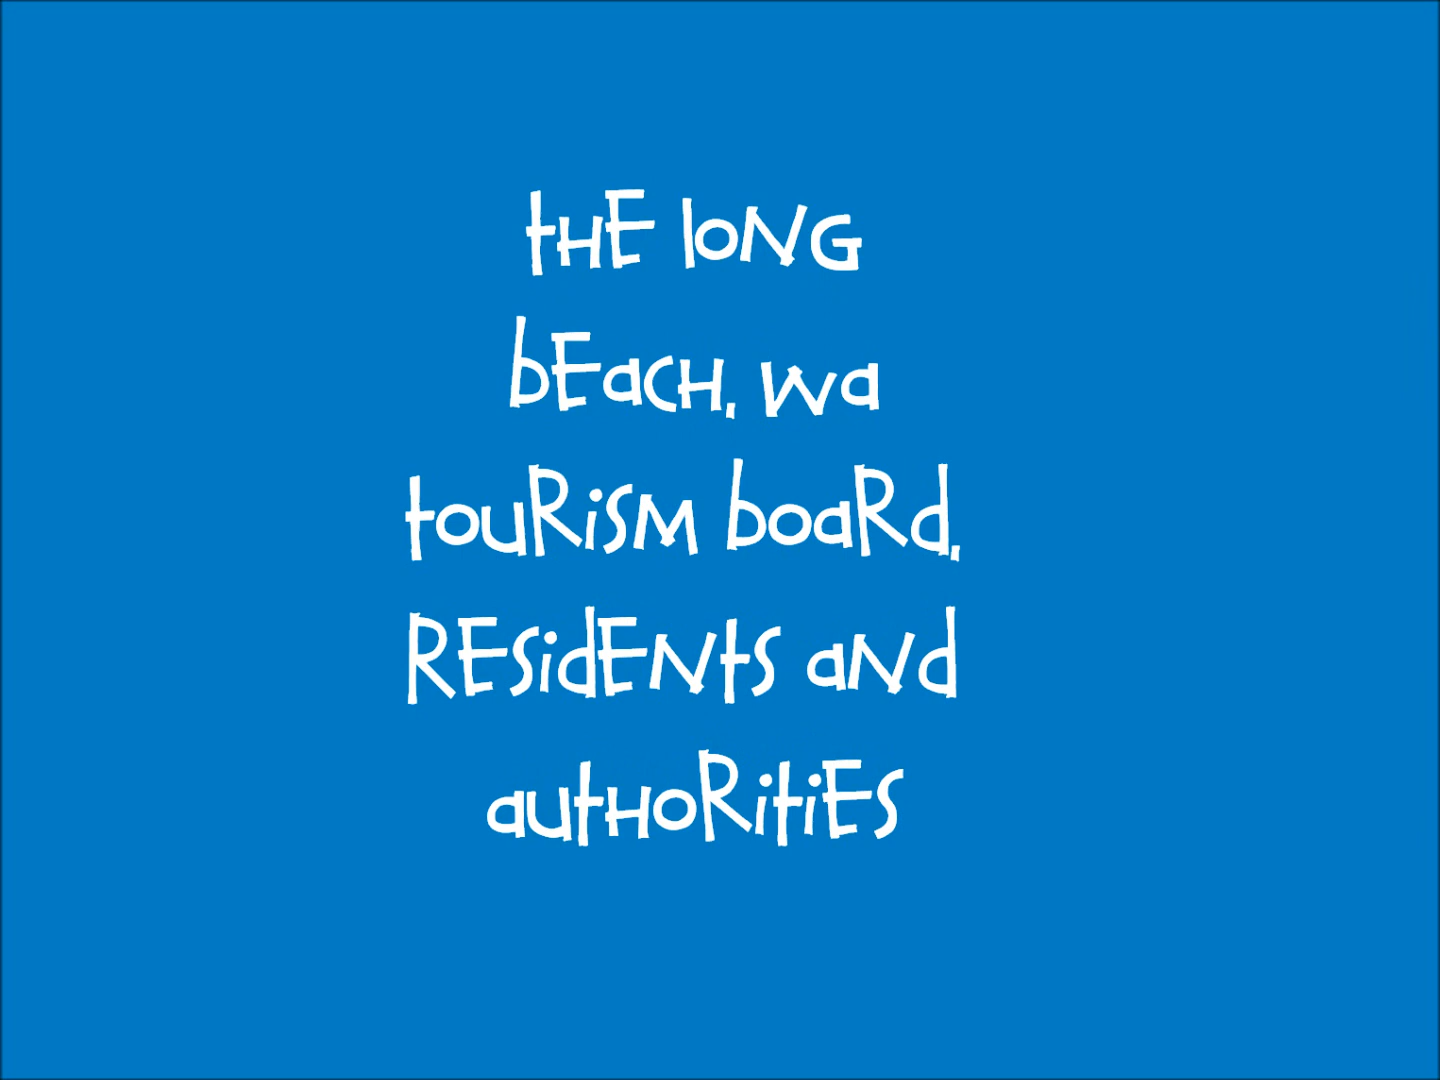 the long
beach, wa
tourism board,
residents and
authorities